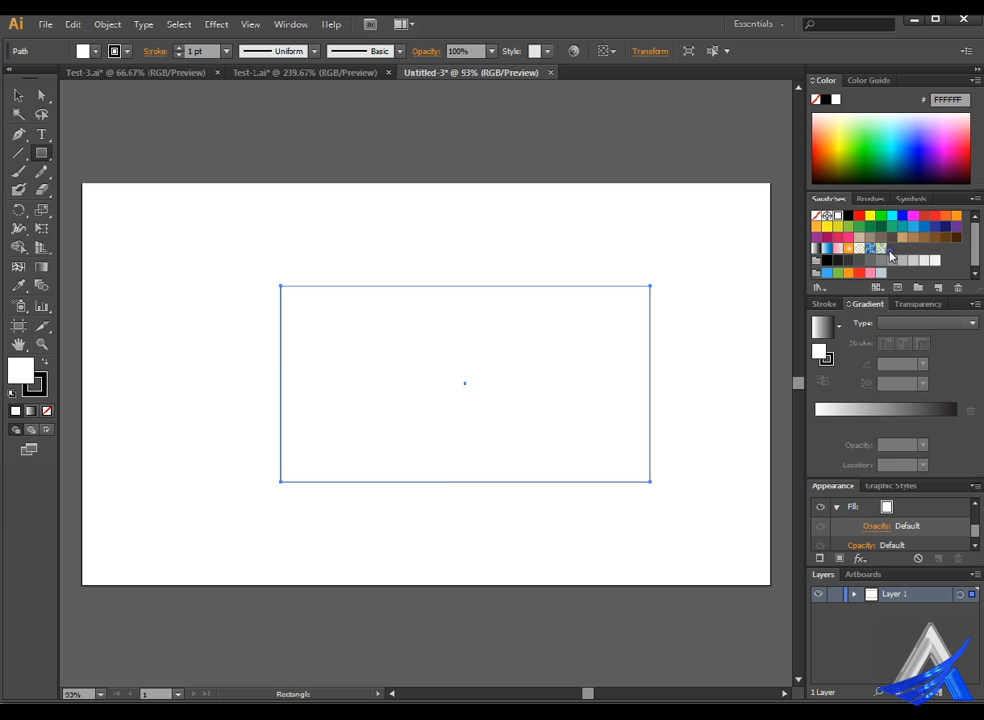 Ai File Edit Object Type Select Effect View Window Help Br Essentials
Path Stroke: 1 pt Uniform Basic Opacity: 100% Style: Transform
Test-3.ai* @ 66.67% (RGB/Preview) × Test-1.ai* @ 239.67% (RGB/Preview) × Untitled-3* @ 93% (RGB/Preview) ×
Color Color Guide
# FFFFFF
Swatches Brushes Symbols
Stroke Gradient Transparency
Type:
Stroke:
Opacity:
Location:
Appearance Graphic Styles
Fill:
Opacity: Default
Opacity: Default
fx
Layers Artboards
Layer 1
93% 1 Rectangle
1 Layer